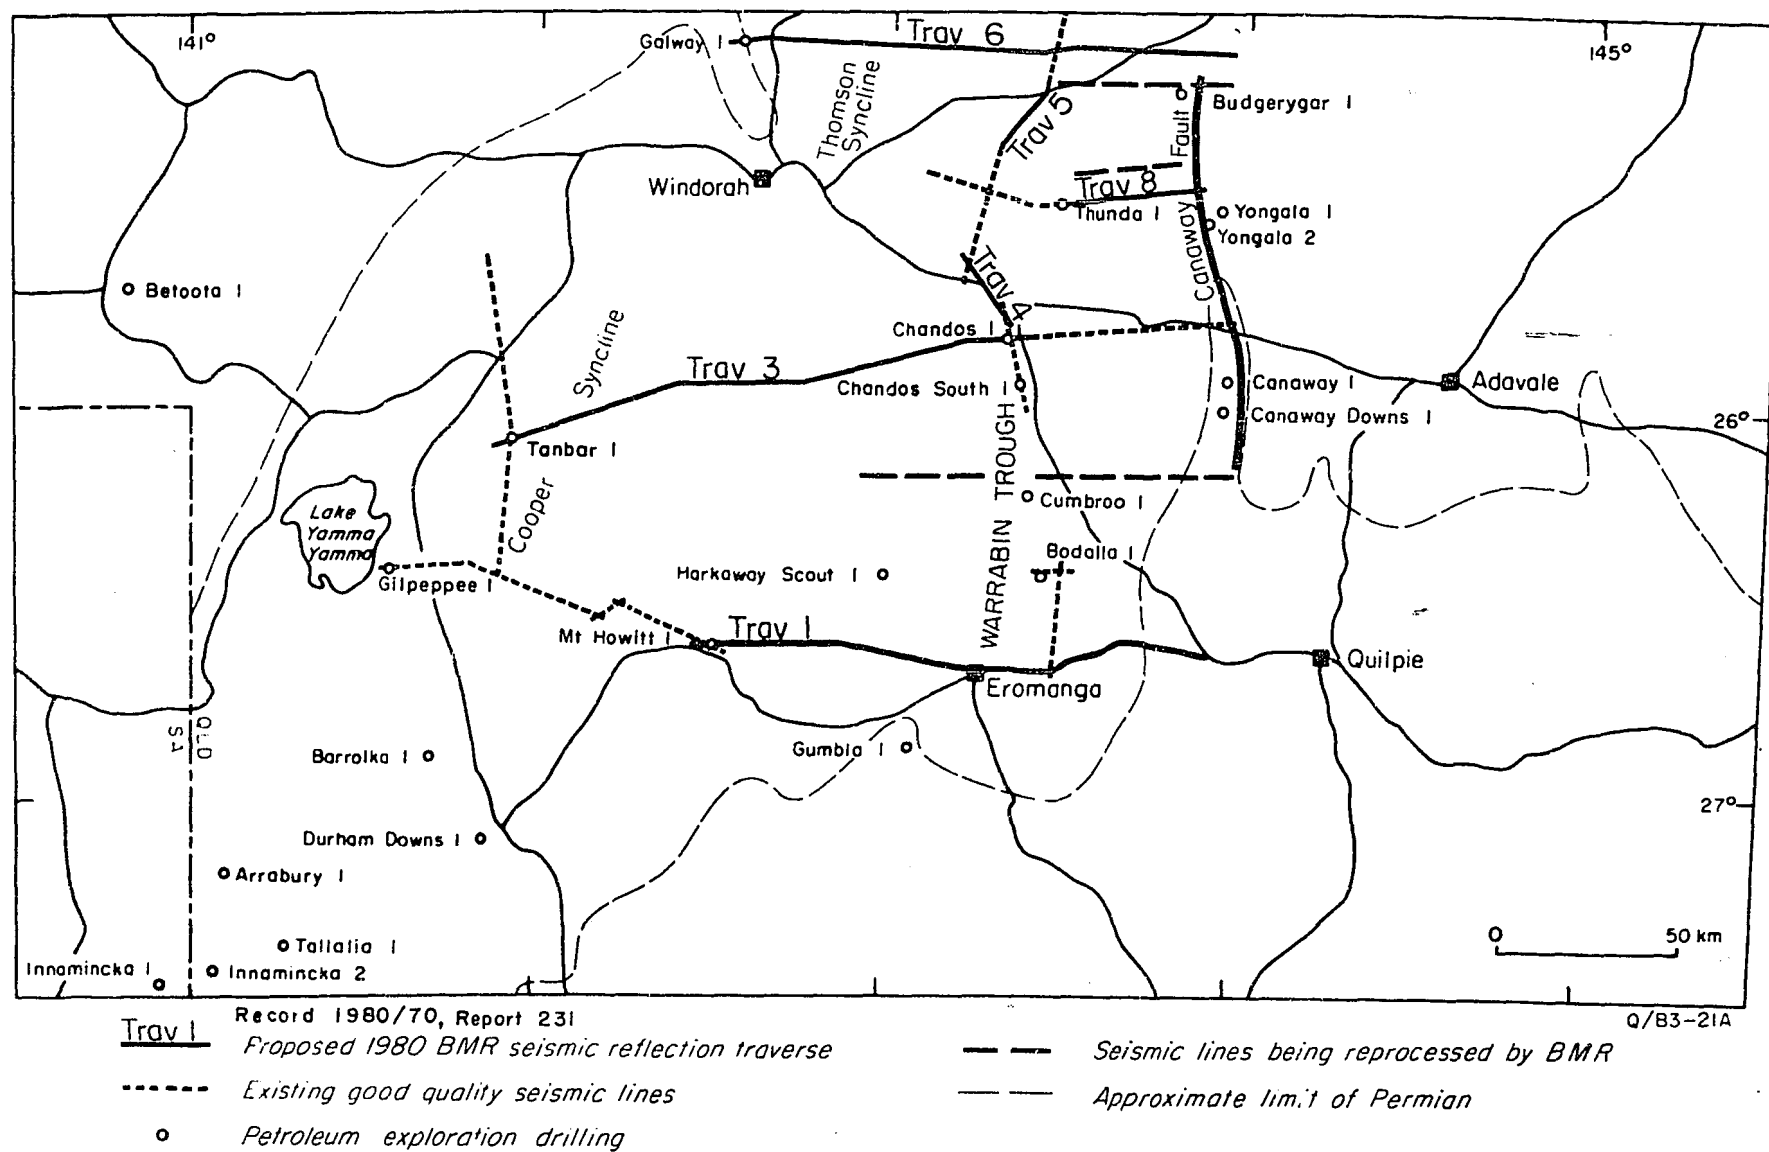 141°
145°
Galway 1
Trav 6
Thomson
Syncline
Trav 5
Budgerygar 1
Fault
Windorah
Trav 8
Thunda 1
Yongala 1
Yongala 2
Canaway
Betoota 1
Trav 4
Chandos 1
Syncline
Trav 3
Chandos South 1
Canaway 1
Adavale
Canaway Downs 1
26°
Tanbar 1
WARRABIN TROUGH
Cumbroo 1
Cooper
Lake
Yamma
Yamma
Gilpeppee 1
Harkaway Scout 1
Bodalla 1
Mt Howitt 1
Trav 1
Quilpie
Eromanga
QLD
SA
Barrolka 1
Gumbla 1
27°
Durham Downs 1
Arrabury 1
Tallalia 1
Innamincka 1
Innamincka 2
0
50 km
Record 1980/70, Report 231
Q/B3-21A
Trav 1
Proposed 1980 BMR seismic reflection traverse
Seismic lines being reprocessed by BMR
Existing good quality seismic lines
Approximate limit of Permian
Petroleum exploration drilling